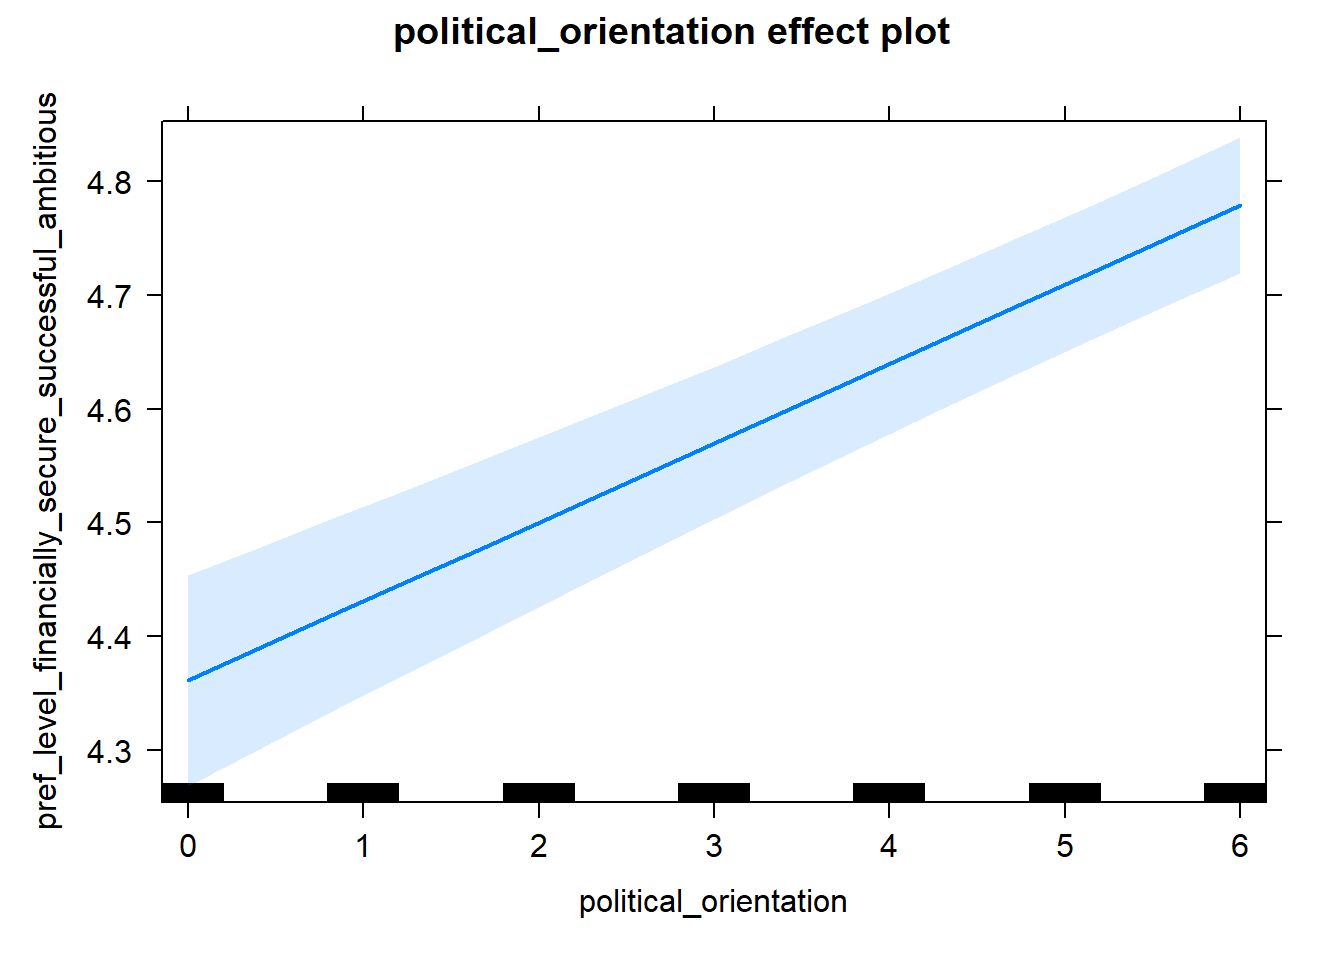 political_orientation effect plot
pref_level_financially_secure_successful_ambitious
4.8
4.7
4.6
4.5
4.4
4.3
0 1 2 3 4 5 6
political_orientation